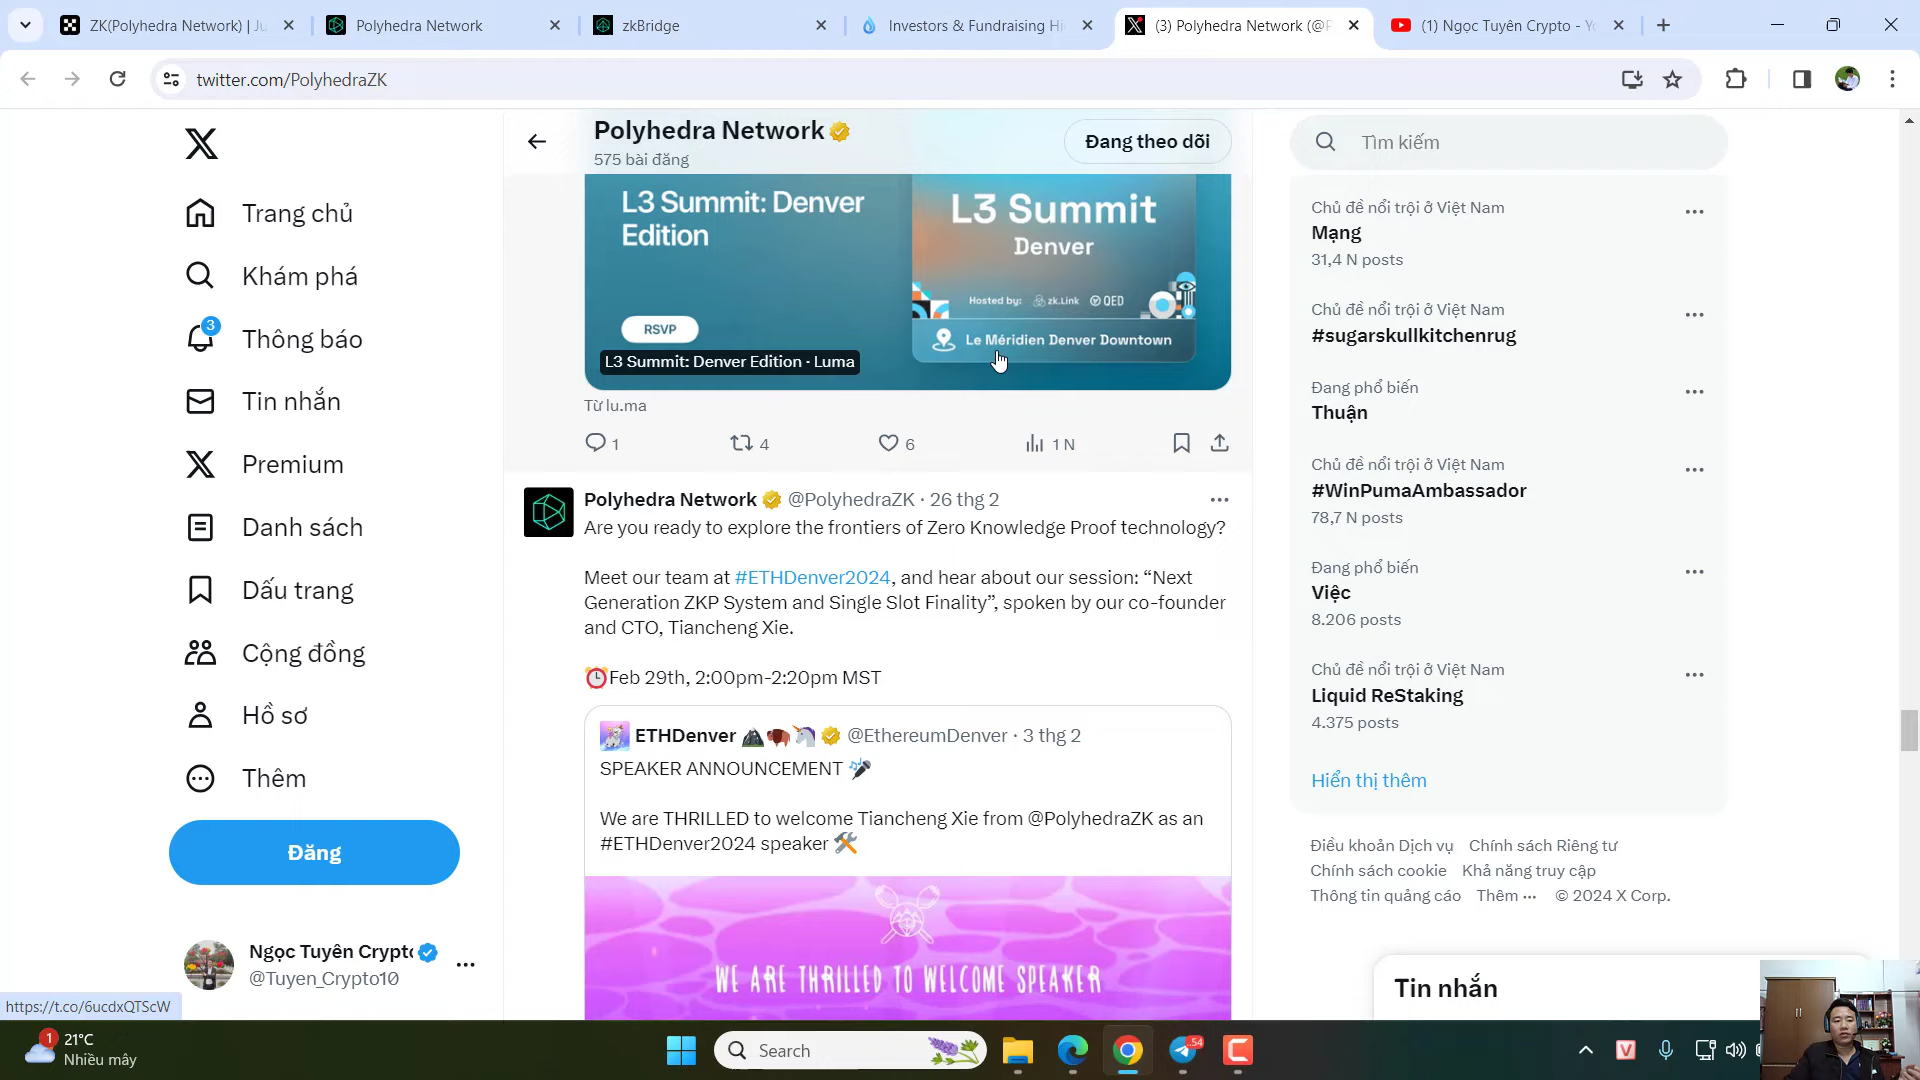 ZK(Polyhedra Network) | Ju
Polyhedra Network
zkBridge
Investors & Fundraising Hi
(3) Polyhedra Network (@P
(1) Ngọc Tuyên Crypto - Yo
twitter.com/PolyhedraZK
Trang chủ
Khám phá
3
Thông báo
Tin nhắn
Premium
Danh sách
Dấu trang
Cộng đồng
Hồ sơ
Thêm
Đăng
Ngọc Tuyên Crypto
@Tuyen_Crypto10
https://t.co/6ucdxQTScW
Polyhedra Network
575 bài đăng
Đang theo dõi
L3 Summit: Denver
Edition
RSVP
L3 Summit: Denver Edition · Luma
L3 Summit
Denver
Hosted by: zk.Link QED
Le Méridien Denver Downtown
Từ lu.ma
1
4
6
1 N
Polyhedra Network @PolyhedraZK · 26 thg 2
Are you ready to explore the frontiers of Zero Knowledge Proof technology?
Meet our team at #ETHDenver2024, and hear about our session: “Next
Generation ZKP System and Single Slot Finality”, spoken by our co-founder
and CTO, Tiancheng Xie.
⏰Feb 29th, 2:00pm-2:20pm MST
ETHDenver 🏔🦬🦄 @EthereumDenver · 3 thg 2
SPEAKER ANNOUNCEMENT 🎤
We are THRILLED to welcome Tiancheng Xie from @PolyhedraZK as an
#ETHDenver2024 speaker 🛠
WE ARE THRILLED TO WELCOME SPEAKER
Tìm kiếm
Chủ đề nổi trội ở Việt Nam
Mạng
31,4 N posts
Chủ đề nổi trội ở Việt Nam
#sugarskullkitchenrug
Đang phổ biến
Thuận
Chủ đề nổi trội ở Việt Nam
#WinPumaAmbassador
78,7 N posts
Đang phổ biến
Việc
8.206 posts
Chủ đề nổi trội ở Việt Nam
Liquid ReStaking
4.375 posts
Hiển thị thêm
Điều khoản Dịch vụ Chính sách Riêng tư
Chính sách cookie Khả năng truy cập
Thông tin quảng cáo Thêm ··· © 2024 X Corp.
Tin nhắn
1
21°C
Nhiều mây
Search
54
V